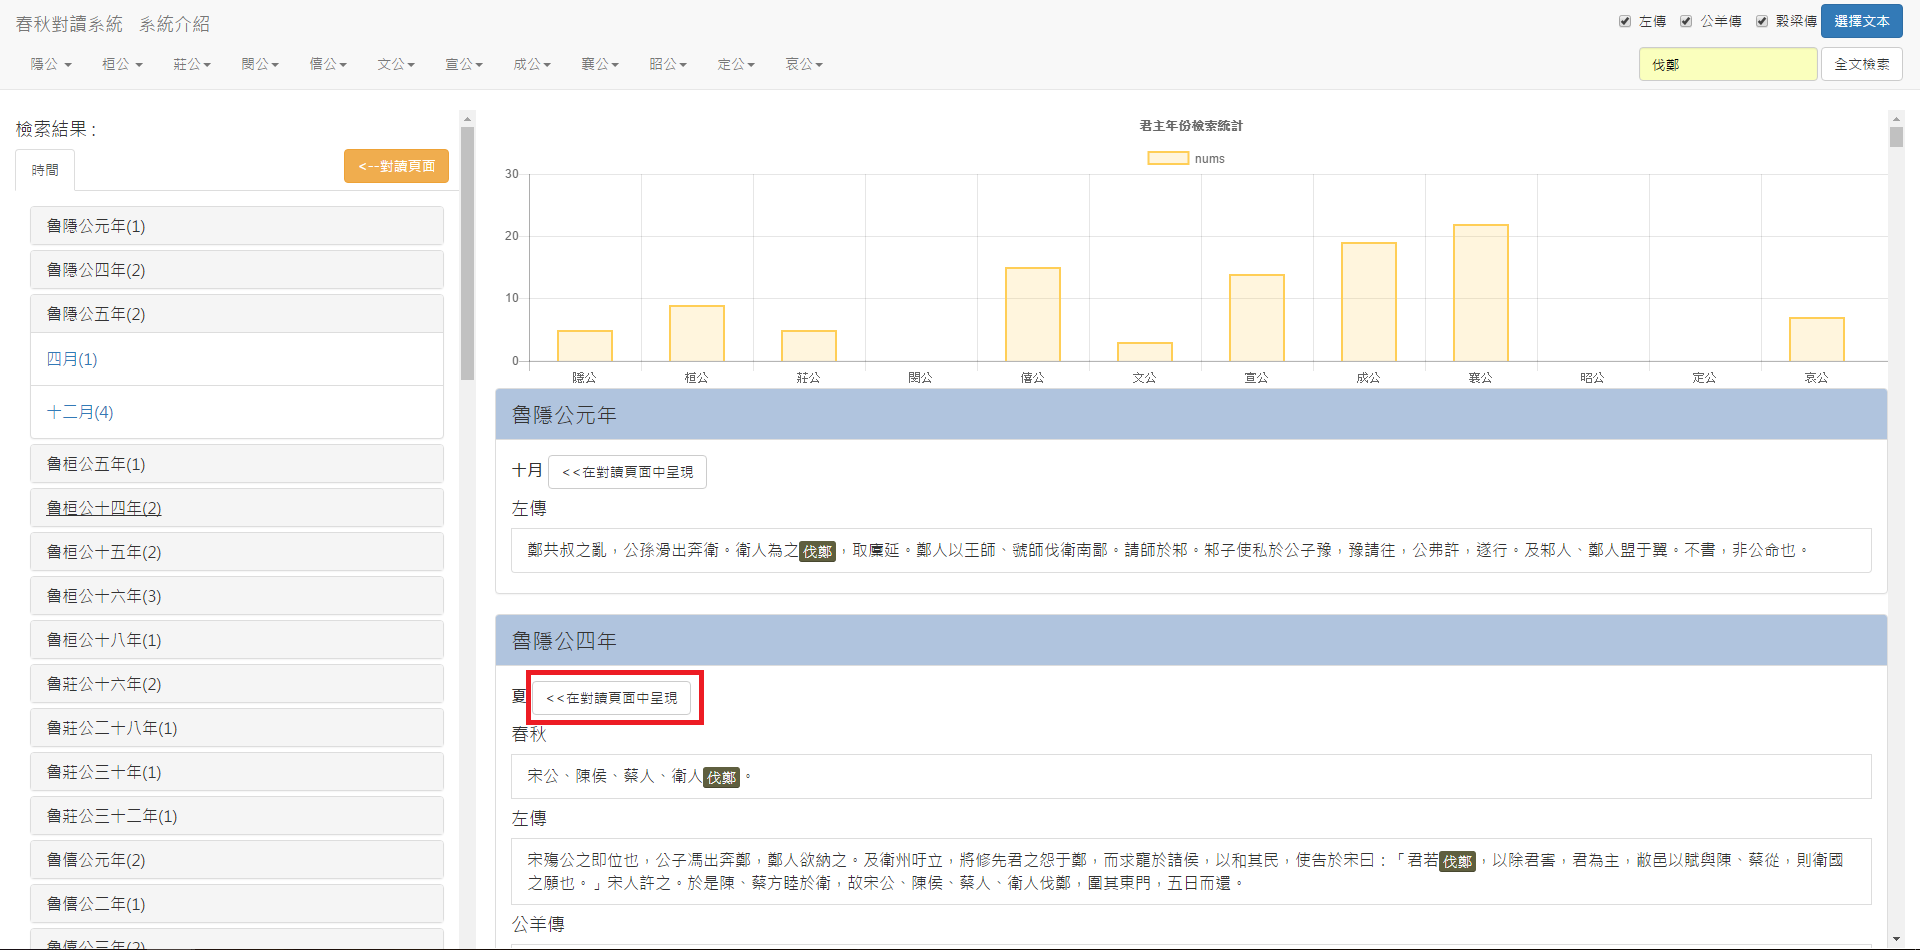 春秋對讀系統 系統介紹
左傳 公羊傳 穀梁傳 選擇文本
隱公 桓公 莊公 閔公 僖公 文公 宣公 成公 襄公 昭公 定公 哀公
伐鄭 全文檢索
檢索結果 :
時間
<--對讀頁面
魯隱公元年(1)
魯隱公四年(2)
魯隱公五年(2)
四月(1)
十二月(4)
魯桓公五年(1)
魯桓公十四年(2)
魯桓公十五年(2)
魯桓公十六年(3)
魯桓公十八年(1)
魯莊公十六年(2)
魯莊公二十八年(1)
魯莊公三十年(1)
魯莊公三十二年(1)
魯僖公元年(2)
魯僖公二年(1)
魯僖公三年(2)
君主年份檢索統計
nums
30
20
10
0
隱公 桓公 莊公 閔公 僖公 文公 宣公 成公 襄公 昭公 定公 哀公
魯隱公元年
十月 <<在對讀頁面中呈現
左傳
鄭共叔之亂，公孫滑出奔衛。衛人為之伐鄭，取廩延。鄭人以王師、虢師伐衛南鄙。請師於邾。邾子使私於公子豫，豫請往，公弗許，遂行。及邾人、鄭人盟于翼。不書，非公命也。
魯隱公四年
夏 <<在對讀頁面中呈現
春秋
宋公、陳侯、蔡人、衛人伐鄭。
左傳
宋殤公之即位也，公子馮出奔鄭，鄭人欲納之。及衛州吁立，將修先君之怨于鄭，而求寵於諸侯，以和其民，使告於宋曰：「君若伐鄭，以除君害，君為主，敝邑以賦與陳、蔡從，則衛國
之願也。」宋人許之。於是陳、蔡方睦於衛，故宋公、陳侯、蔡人、衛人伐鄭，圍其東門，五日而還。
公羊傳